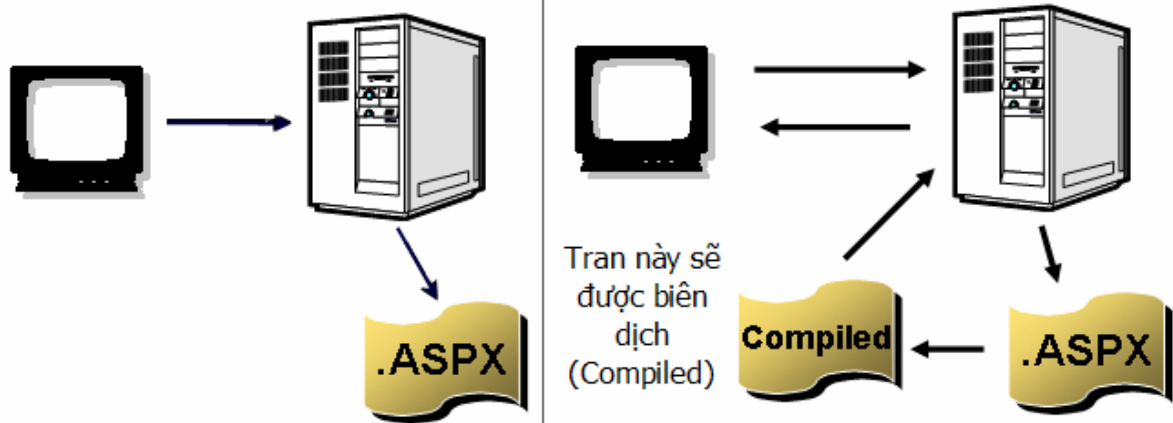 .ASPX
Tran này sẽ
được biên
dịch
(Compiled)
Compiled
.ASPX